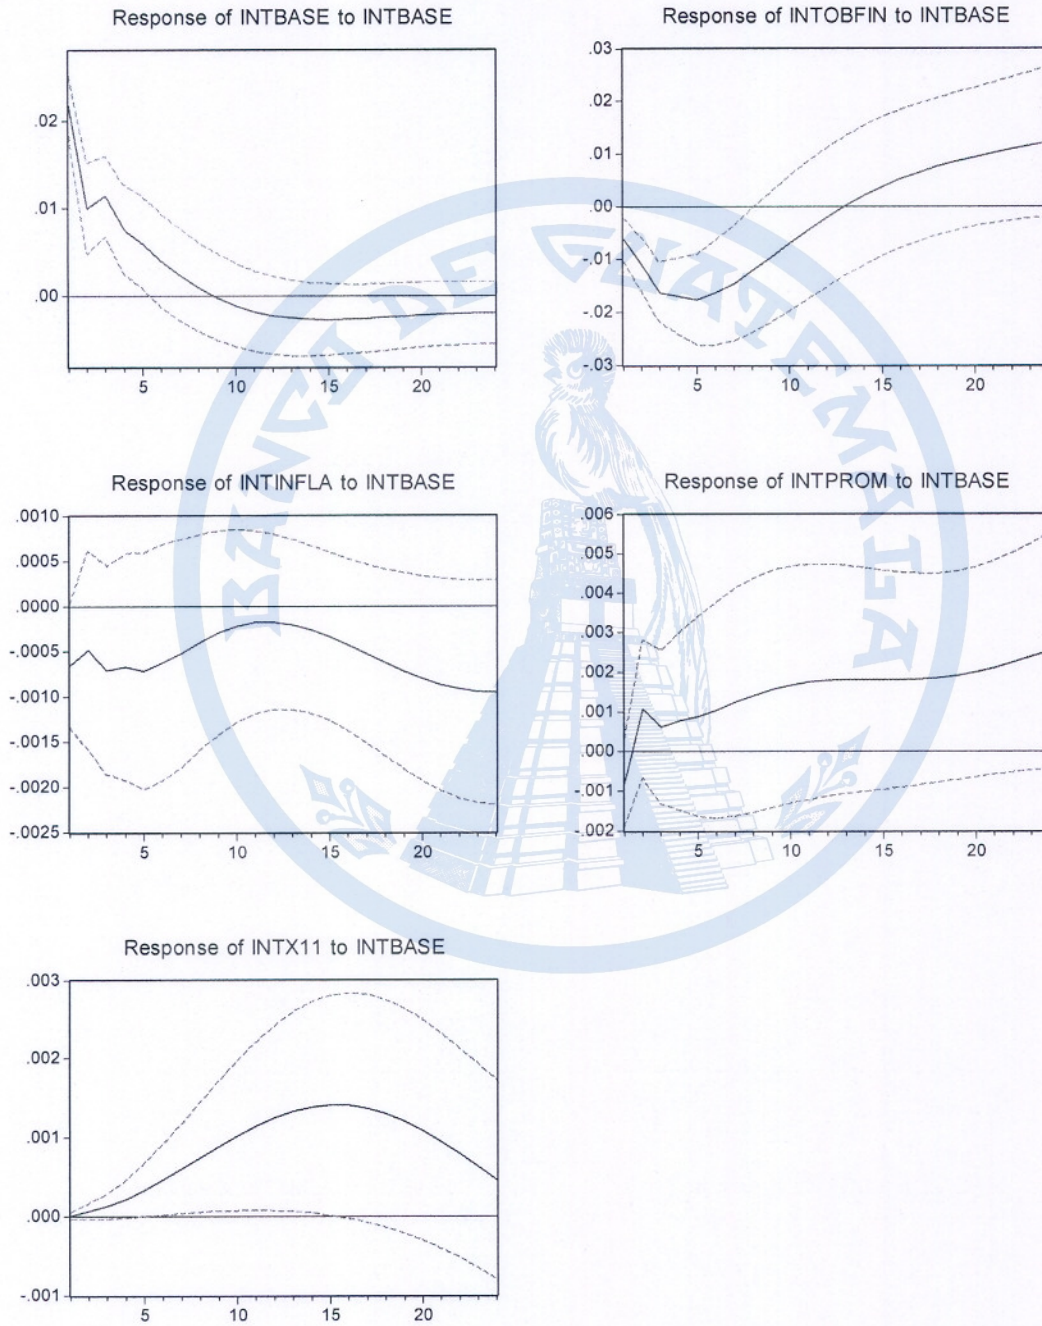 Response of INTBASE to INTBASE
.02
.01
.00
5 10 15 20
Response of INTOBFIN to INTBASE
.03
.02
.01
.00
-.01
-.02
-.03
5 10 15 20
Response of INTINFLA to INTBASE
.0010
.0005
.0000
-.0005
-.0010
-.0015
-.0020
-.0025
5 10 15 20
Response of INTPROM to INTBASE
.006
.005
.004
.003
.002
.001
.000
-.001
-.002
5 10 15 20
Response of INTX11 to INTBASE
.003
.002
.001
.000
-.001
5 10 15 20
BANCO DE GUATEMALA